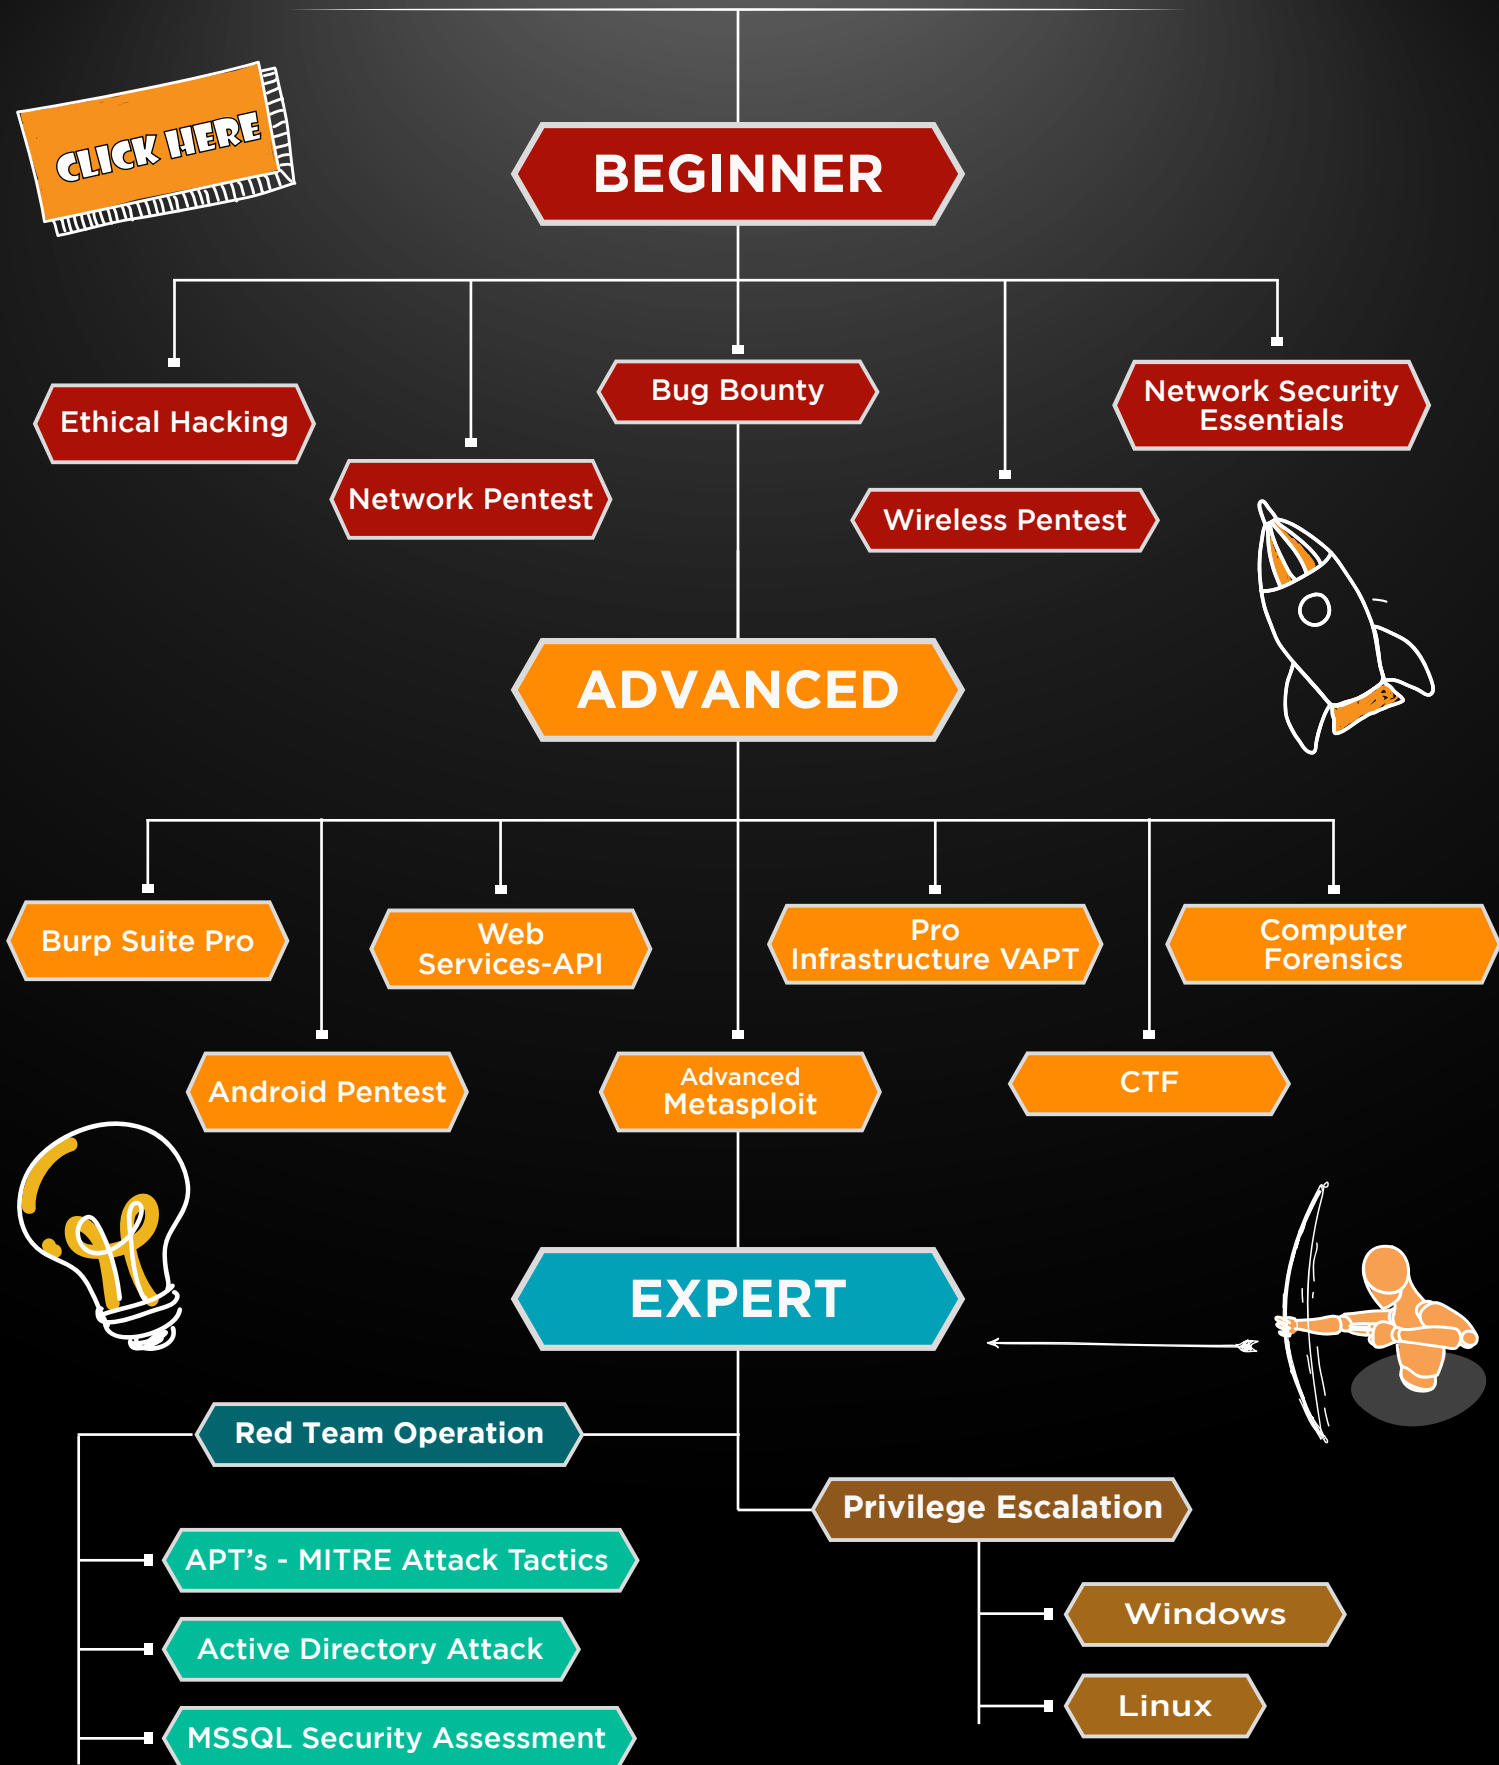 CLICK HERE
BEGINNER
Ethical Hacking
Network Pentest
Bug Bounty
Wireless Pentest
Network Security
Essentials
ADVANCED
Burp Suite Pro
Android Pentest
Web
Services-API
Advanced
Metasploit
Pro
Infrastructure VAPT
CTF
Computer
Forensics
EXPERT
Red Team Operation
APT’s - MITRE Attack Tactics
Active Directory Attack
MSSQL Security Assessment
Privilege Escalation
Windows
Linux